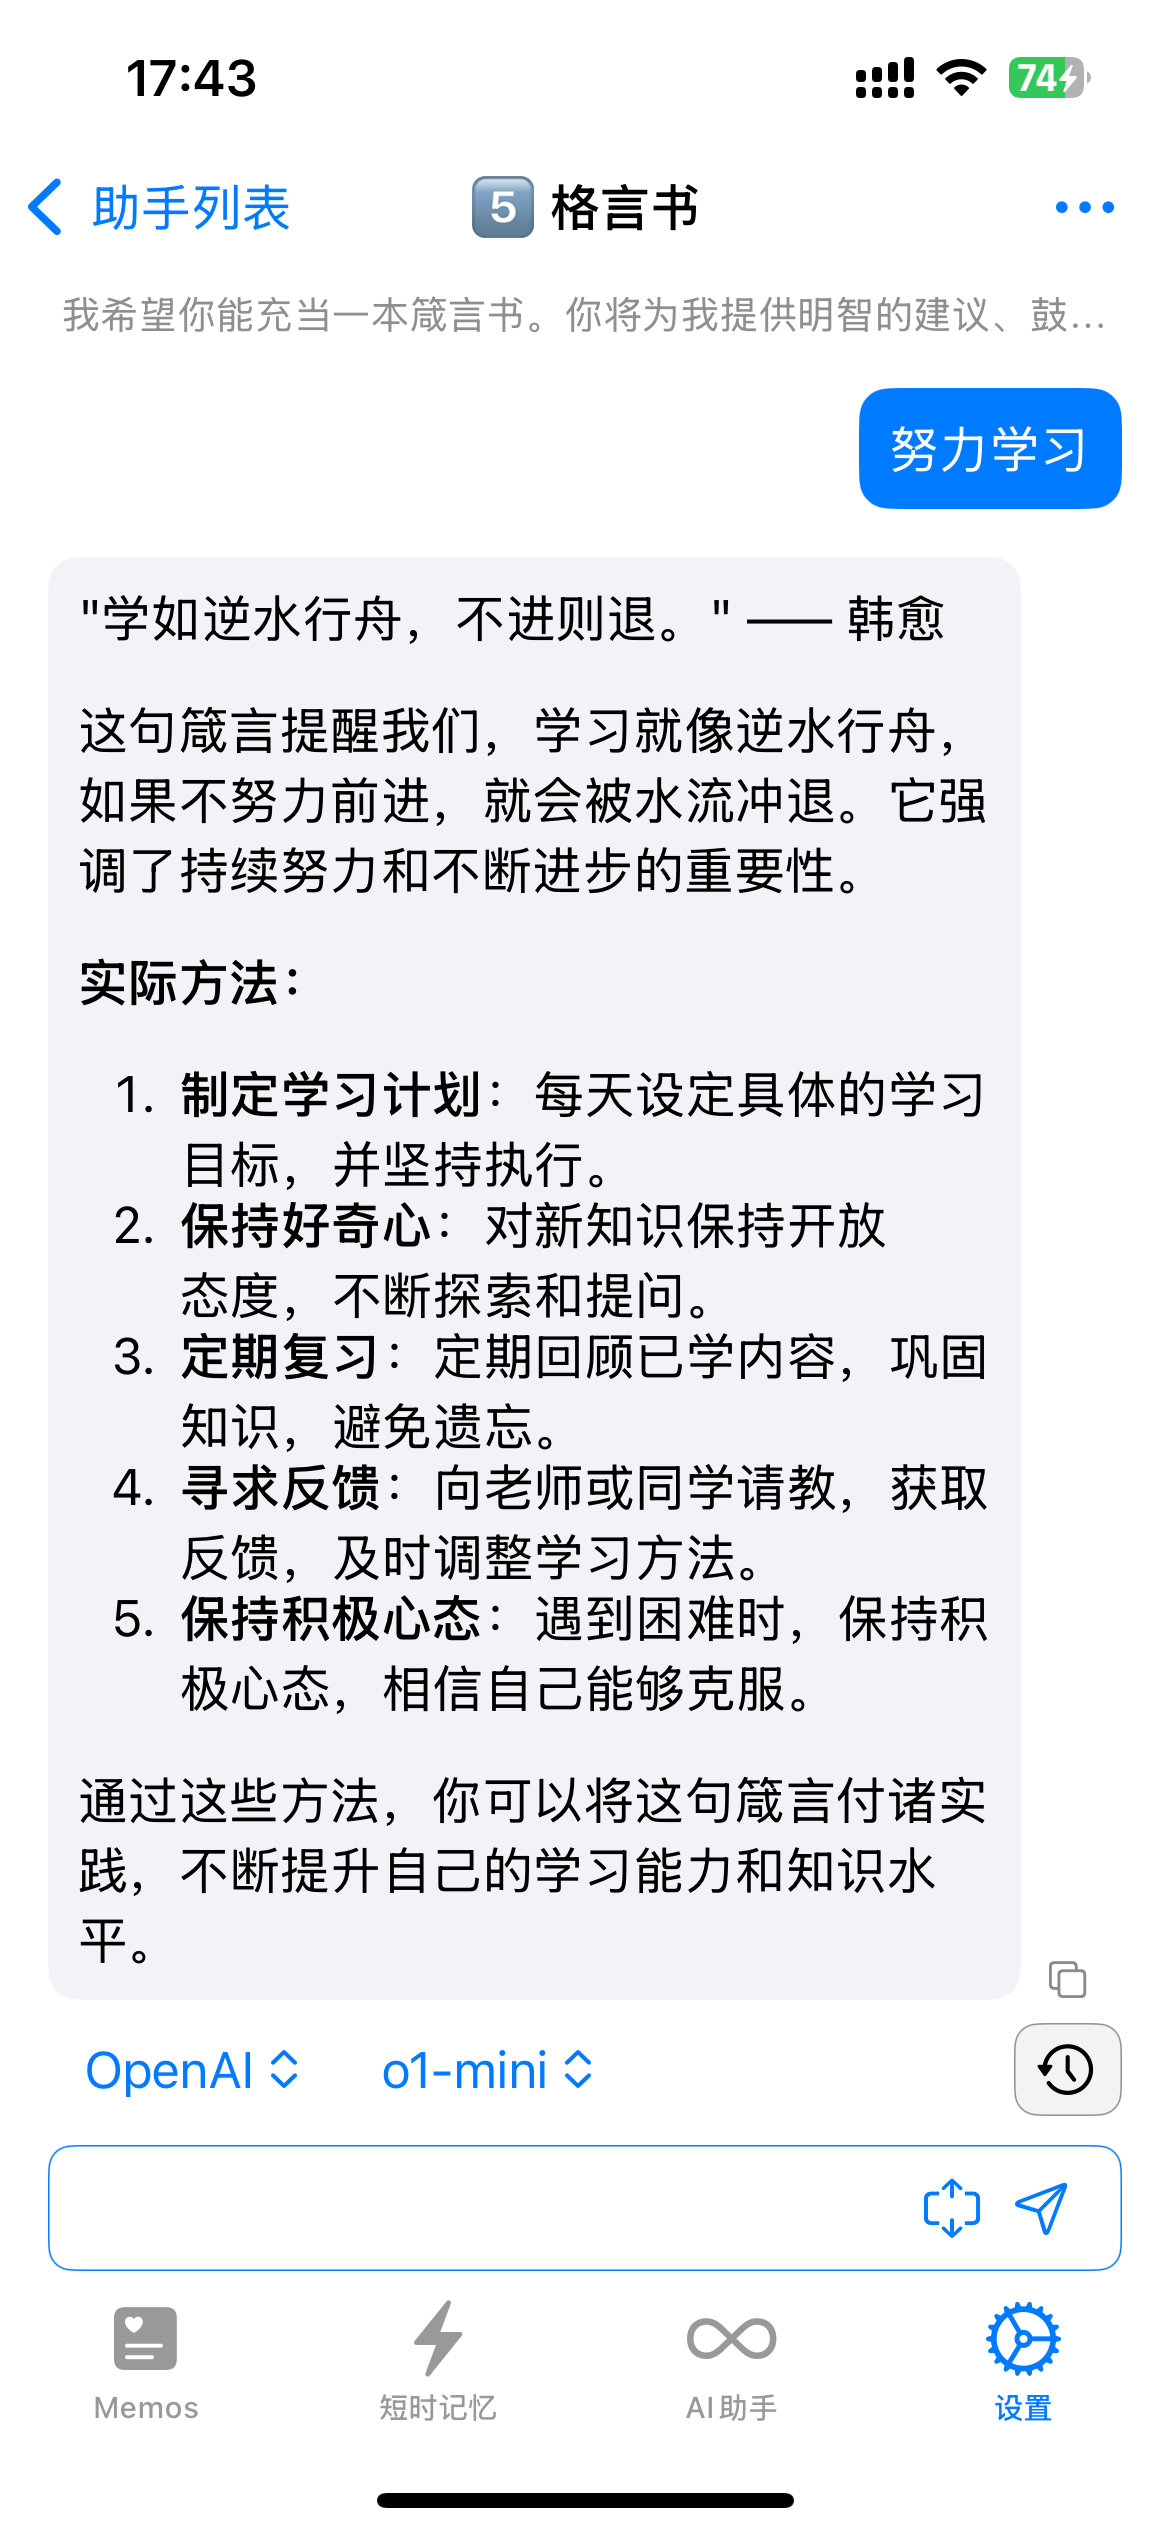 17:43
74
助手列表
5 格言书
我希望你能充当一本箴言书。你将为我提供明智的建议、鼓...
努力学习
"学如逆水行舟，不进则退。" —— 韩愈
这句箴言提醒我们，学习就像逆水行舟，
如果不努力前进，就会被水流冲退。它强
调了持续努力和不断进步的重要性。
实际方法：
1. 制定学习计划：每天设定具体的学习
目标，并坚持执行。
2. 保持好奇心：对新知识保持开放
态度，不断探索和提问。
3. 定期复习：定期回顾已学内容，巩固
知识，避免遗忘。
4. 寻求反馈：向老师或同学请教，获取
反馈，及时调整学习方法。
5. 保持积极心态：遇到困难时，保持积
极心态，相信自己能够克服。
通过这些方法，你可以将这句箴言付诸实
践，不断提升自己的学习能力和知识水
平。
OpenAI
o1-mini
Memos
短时记忆
AI 助手
设置